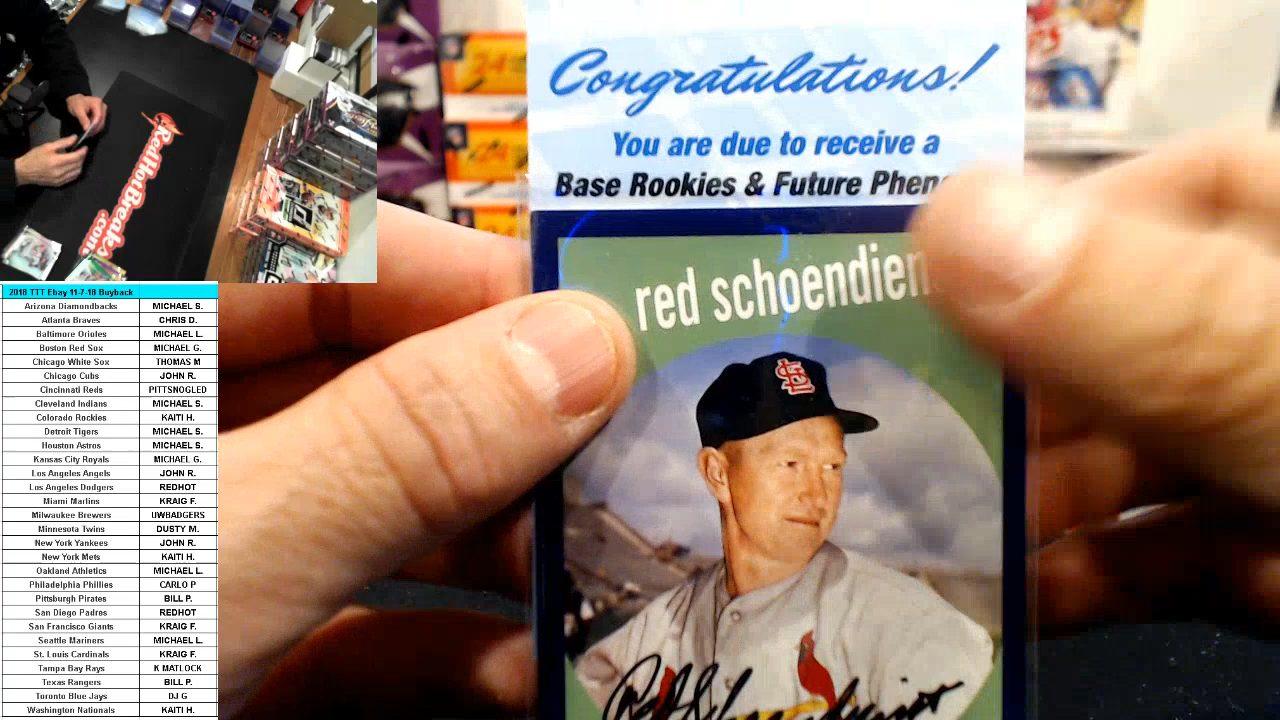 RedHotBreaks
.com
2018 TTT Ebay 11-7-18 Buyback
Arizona Diamondbacks MICHAEL S.
Atlanta Braves CHRIS D.
Baltimore Orioles MICHAEL L.
Boston Red Sox MICHAEL G.
Chicago White Sox THOMAS M
Chicago Cubs JOHN R.
Cincinnati Reds PITTSNOGLED
Cleveland Indians MICHAEL S.
Colorado Rockies KAITI H.
Detroit Tigers MICHAEL S.
Houston Astros MICHAEL S.
Kansas City Royals MICHAEL G.
Los Angeles Angels JOHN R.
Los Angeles Dodgers REDHOT
Miami Marlins KRAIG F.
Milwaukee Brewers UWBADGERS
Minnesota Twins DUSTY M.
New York Yankees JOHN R.
New York Mets KAITI H.
Oakland Athletics MICHAEL L.
Philadelphia Phillies CARLO P
Pittsburgh Pirates BILL P.
San Diego Padres REDHOT
San Francisco Giants KRAIG F.
Seattle Mariners MICHAEL L.
St. Louis Cardinals KRAIG F.
Tampa Bay Rays K MATLOCK
Texas Rangers BILL P.
Toronto Blue Jays DJ G
Washington Nationals KAITI H.
Congratulations!
You are due to receive a
Base Rookies & Future Phen
red schoendien
StL
Red Schoendienst
24
24